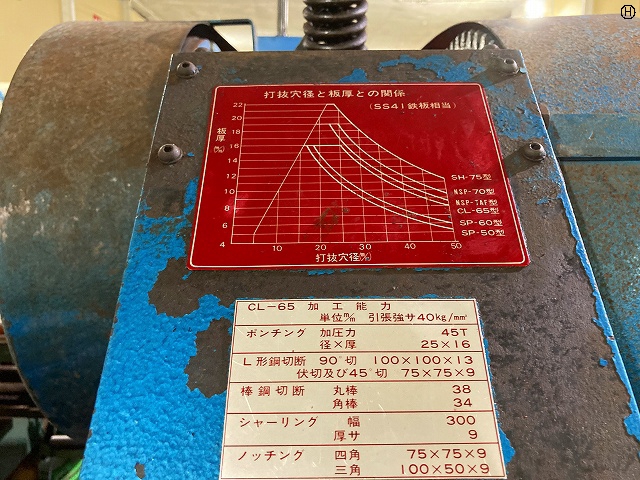 H
打抜穴径と板厚との関係
(SS41鉄板相当)
板厚(m/m)
22
20
18
16
14
12
10
8
6
4
SH-75型
NSP-70型
NSP-7AF型
CL-65型
SP-60型
SP-50型
10 20 30 40 50
打抜穴径(m/m)
CL-65 加工能力
単位m/m 引張強サ40kg/mm²
ポンチング 加圧力 45T
径×厚 25×16
L形鋼切断 90°切 100×100×13
伏切及び45°切 75×75×9
棒鋼切断 丸棒 38
角棒 34
シャーリング 幅 300
厚サ 9
ノッチング 四角 75×75×9
三角 100×50×9